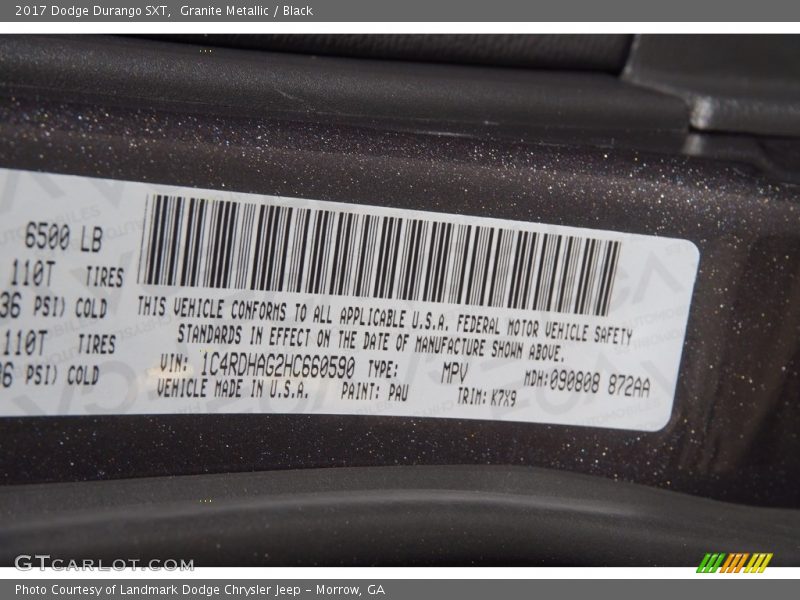 2017 Dodge Durango SXT, Granite Metallic / Black
6500 LB
110T TIRES
36 PSI) COLD
110T TIRES
36 PSI) COLD
THIS VEHICLE CONFORMS TO ALL APPLICABLE U.S.A. FEDERAL MOTOR VEHICLE SAFETY
STANDARDS IN EFFECT ON THE DATE OF MANUFACTURE SHOWN ABOVE.
VIN: 1C4RDHAG2HC660590 TYPE: MPV MDH:090808 872AA
VEHICLE MADE IN U.S.A. PAINT: PAU TRIM: K7X9
GTCARLOT.COM
Photo Courtesy of Landmark Dodge Chrysler Jeep – Morrow, GA